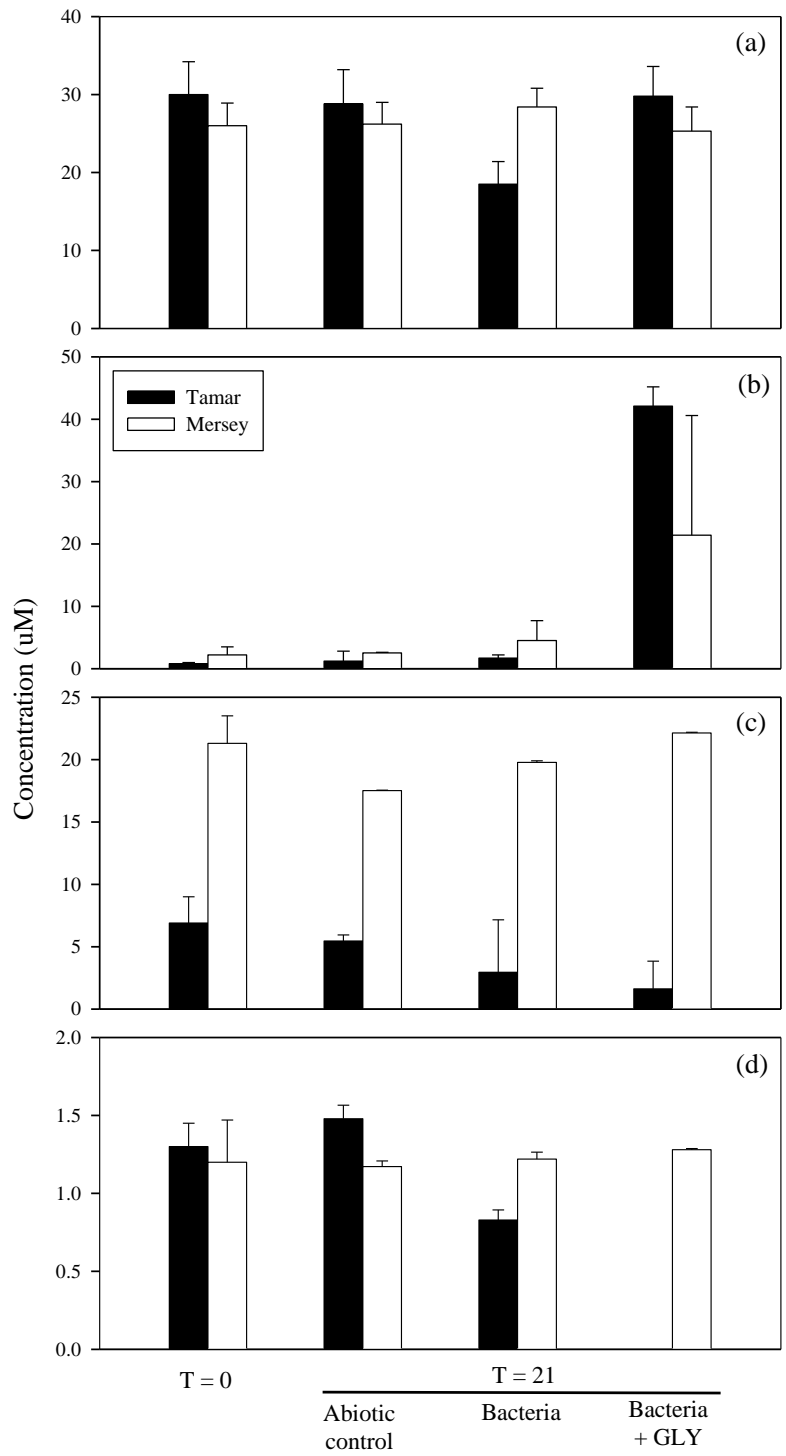 40
30
20
10
0
(a)
50
40
30
20
10
0
(b)
Tamar
Mersey
Concentration (uM)
25
20
15
10
5
0
(c)
2.0
1.5
1.0
0.5
0.0
(d)
T = 0
T = 21
Abiotic
control
Bacteria
Bacteria
+ GLY